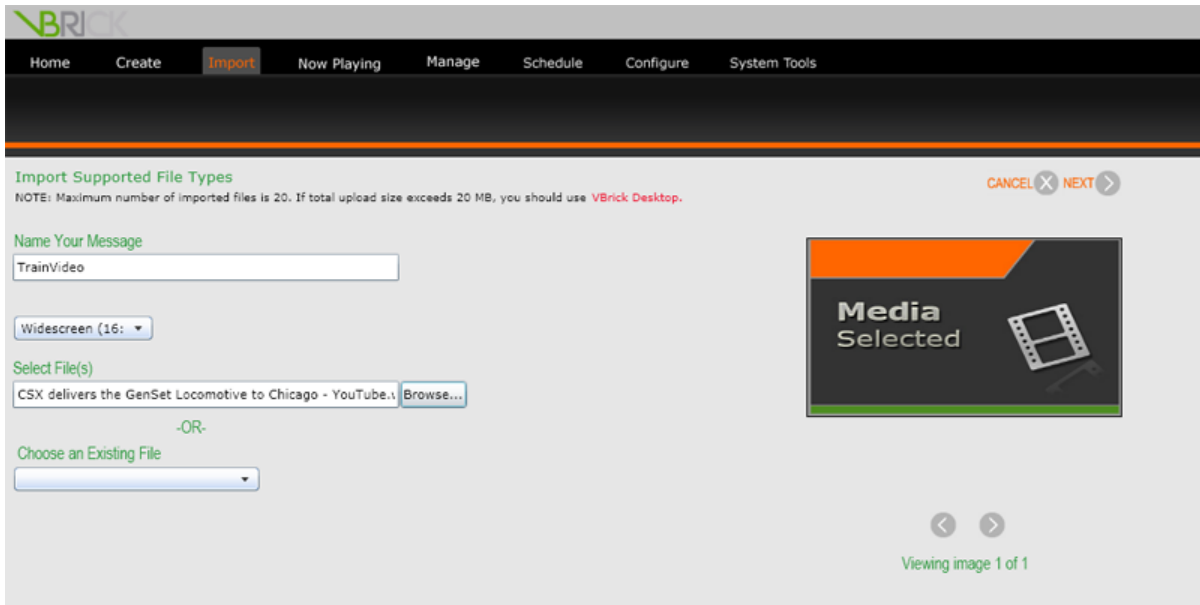 VBRICK
Home Create Import Now Playing Manage Schedule Configure System Tools
Import Supported File Types
CANCEL NEXT
NOTE: Maximum number of imported files is 20. If total upload size exceeds 20 MB, you should use VBrick Desktop.
Name Your Message
TrainVideo
Widescreen (16:
Media
Selected
Select File(s)
CSX delivers the GenSet Locomotive to Chicago - YouTube. Browse...
-OR-
Choose an Existing File
Viewing image 1 of 1